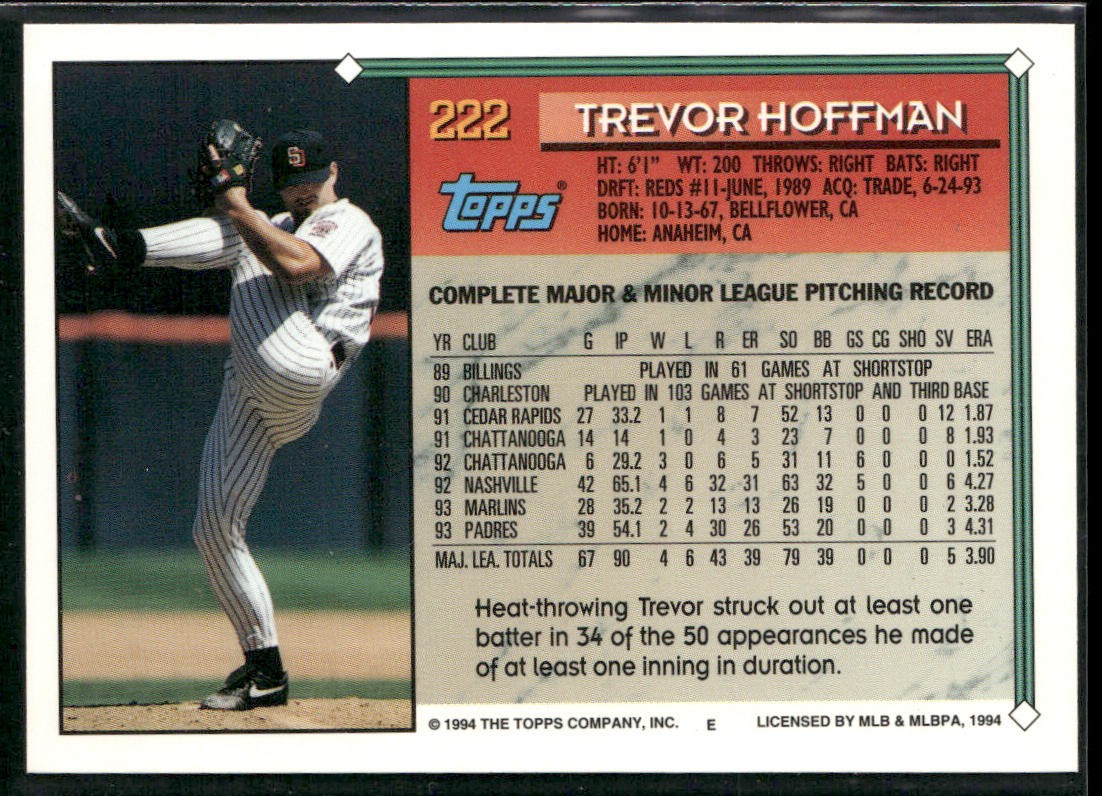 222 TREVOR HOFFMAN
HT: 6'1" WT: 200 THROWS: RIGHT BATS: RIGHT
DRFT: REDS #11-JUNE, 1989 ACQ: TRADE, 6-24-93
BORN: 10-13-67, BELLFLOWER, CA
HOME: ANAHEIM, CA
TOPPS®
COMPLETE MAJOR & MINOR LEAGUE PITCHING RECORD
YR CLUB G IP W L R ER SO BB GS CG SHO SV ERA
89 BILLINGS PLAYED IN 61 GAMES AT SHORTSTOP
90 CHARLESTON PLAYED IN 103 GAMES AT SHORTSTOP AND THIRD BASE
91 CEDAR RAPIDS 27 33.2 1 1 8 7 52 13 0 0 0 12 1.87
91 CHATTANOOGA 14 14 1 0 4 3 23 7 0 0 0 8 1.93
92 CHATTANOOGA 6 29.2 3 0 6 5 31 11 6 0 0 0 1.52
92 NASHVILLE 42 65.1 4 6 32 31 63 32 5 0 0 6 4.27
93 MARLINS 28 35.2 2 2 13 13 26 19 0 0 0 2 3.28
93 PADRES 39 54.1 2 4 30 26 53 20 0 0 0 3 4.31
MAJ. LEA. TOTALS 67 90 4 6 43 39 79 39 0 0 0 5 3.90
Heat-throwing Trevor struck out at least one
batter in 34 of the 50 appearances he made
of at least one inning in duration.
© 1994 THE TOPPS COMPANY, INC. E LICENSED BY MLB & MLBPA, 1994